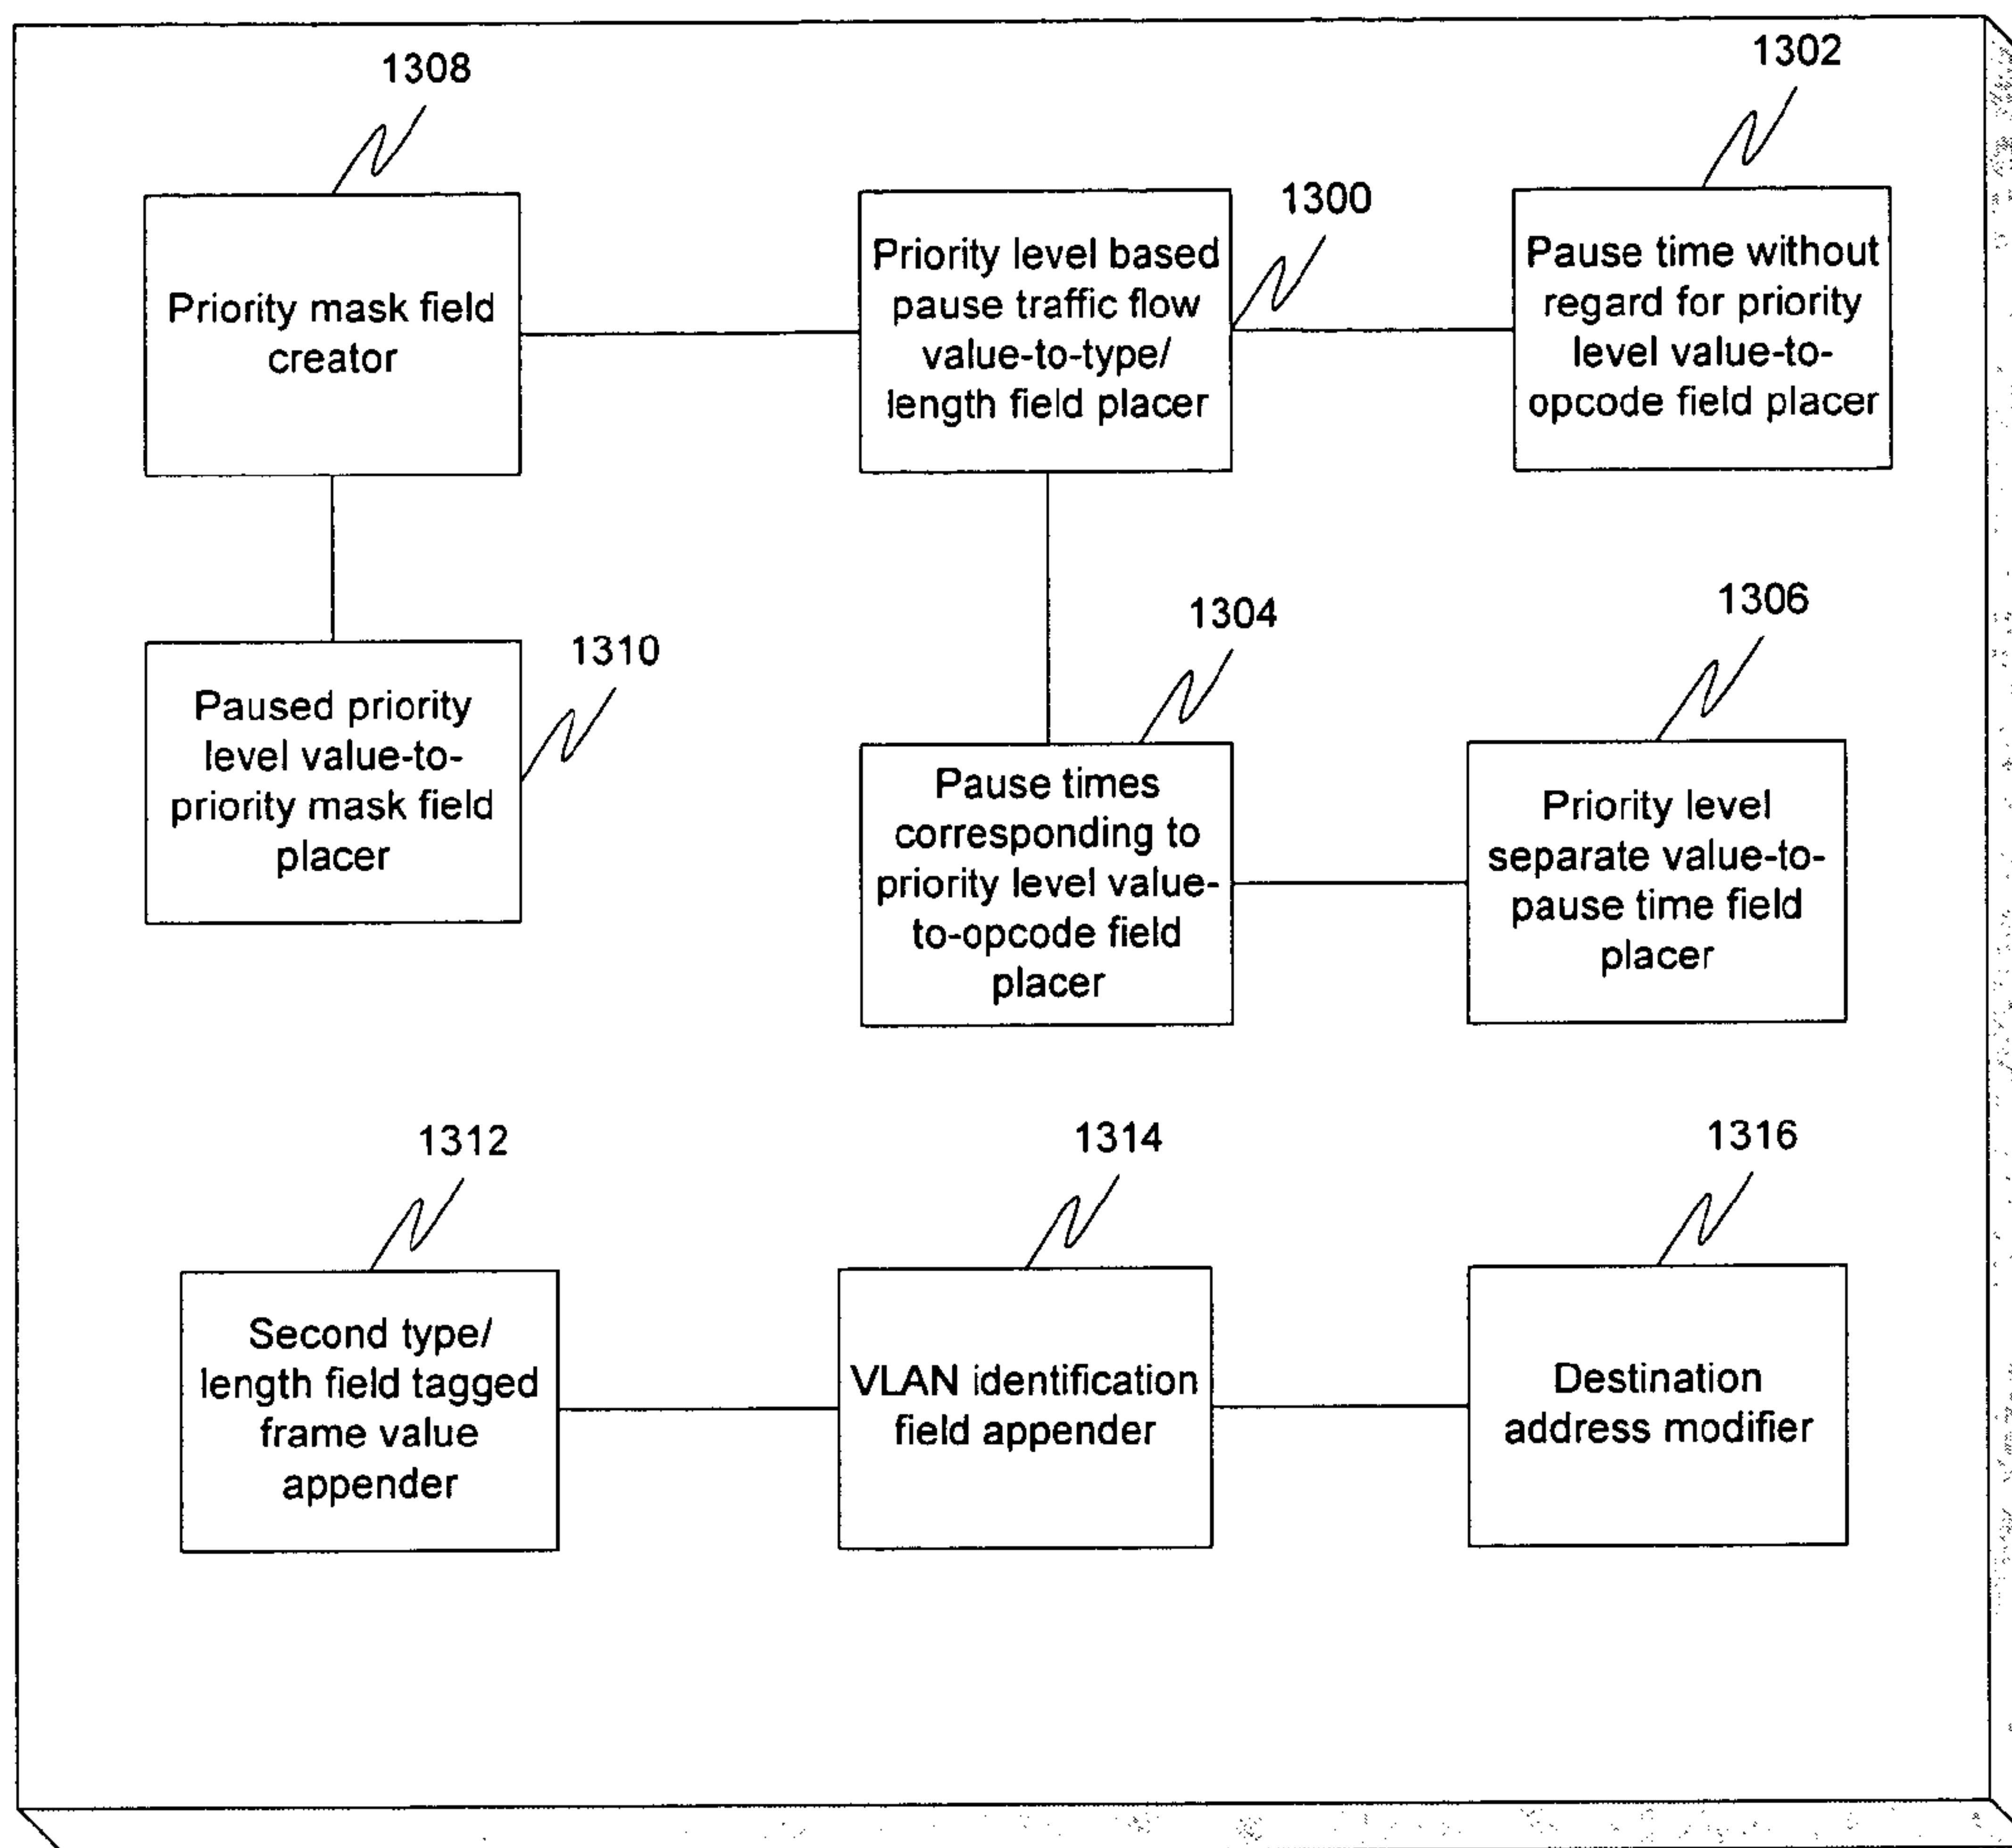 1308
1302
1300
Priority mask field
creator
Priority level based
pause traffic flow
value-to-type/
length field placer
Pause time without
regard for priority
level value-to-
opcode field placer
1310
1304
1306
Paused priority
level value-to-
priority mask field
placer
Pause times
corresponding to
priority level value-
to-opcode field
placer
Priority level
separate value-to-
pause time field
placer
1312
1314
1316
Second type/
length field tagged
frame value
appender
VLAN identification
field appender
Destination
address modifier